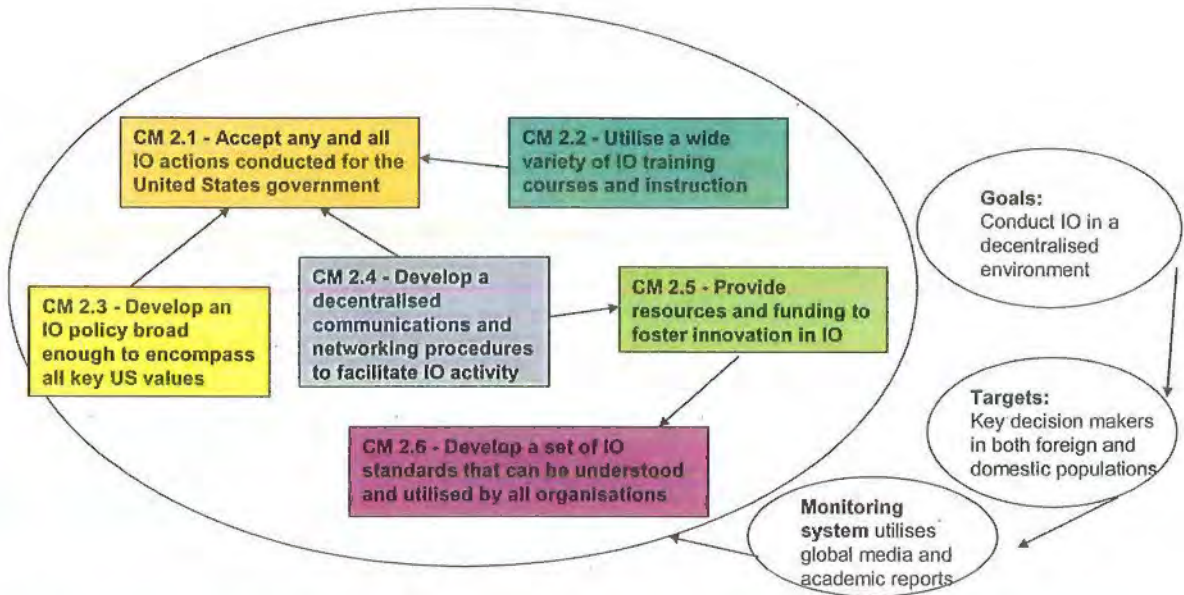 CM 2.1 - Accept any and all
IO actions conducted for the
United States government
CM 2.2 - Utilise a wide
variety of IO training
courses and instruction
CM 2.3 - Develop an
IO policy broad
enough to encompass
all key US values
CM 2.4 - Develop a
decentralised
communications and
networking procedures
to facilitate IO activity
CM 2.5 - Provide
resources and funding to
foster innovation in IO
CM 2.6 - Develop a set of IO
standards that can be understood
and utilised by all organisations
Goals:
Conduct IO in a
decentralised
environment
Targets:
Key decision makers
in both foreign and
domestic populations
Monitoring
system utilises
global media and
academic reports